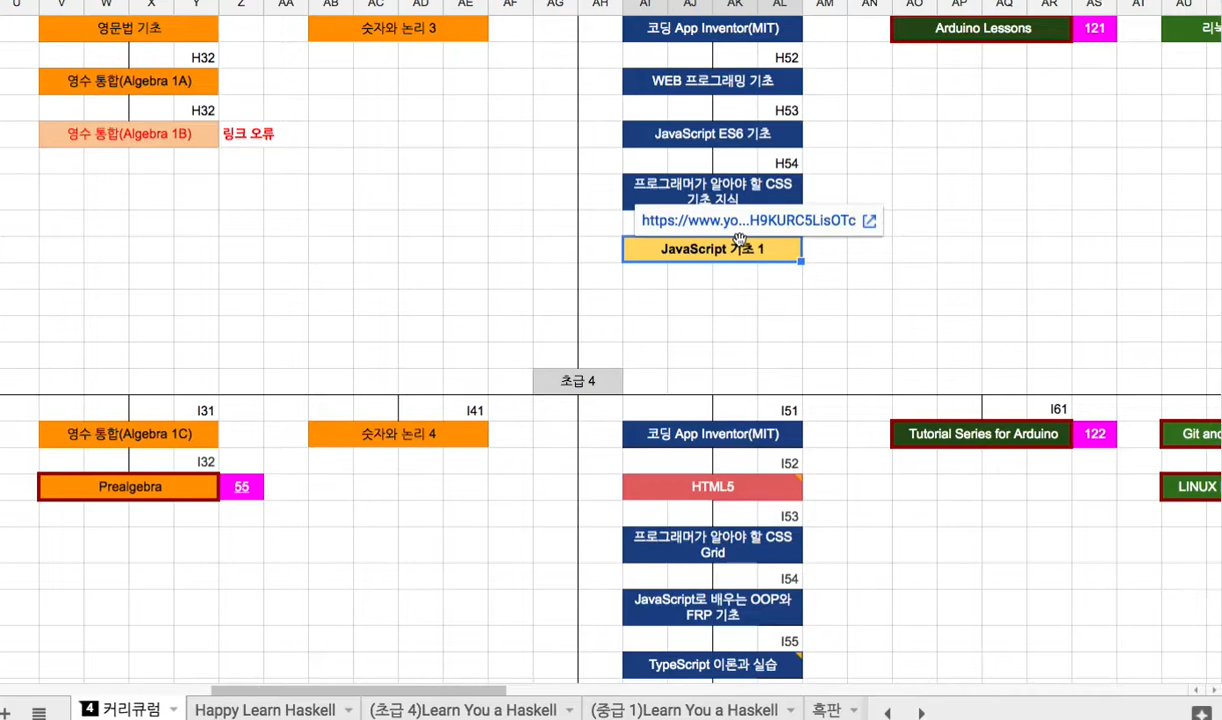 U V W X Y Z AA AB AC AD AE AF AG AH AI AJ AK AL AM AN AO AP AQ AR AS AT AU
영문법 기초 숫자와 논리 3 코딩 App Inventor(MIT) Arduino Lessons 121
H32 H52
영수 통합(Algebra 1A) WEB 프로그래밍 기초
H32 H53
영수 통합(Algebra 1B) 링크 오류 JavaScript ES6 기초
H54
프로그래머가 알아야 할 CSS
기초 지식
https://www.yo...H9KURC5LisOTc
JavaScript 기초 1
초급 4
I31 I41 I51 I61
영수 통합(Algebra 1C) 숫자와 논리 4 코딩 App Inventor(MIT) Tutorial Series for Arduino 122 Git and
I32 I52
Prealgebra 55 HTML5 LINUX
I53
프로그래머가 알아야 할 CSS
Grid
I54
JavaScript로 배우는 OOP와
FRP 기초
I55
TypeScript 이론과 실습
4 커리큘럼 Happy Learn Haskell (초급 4)Learn You a Haskell (중급 1)Learn You a Haskell 흑판